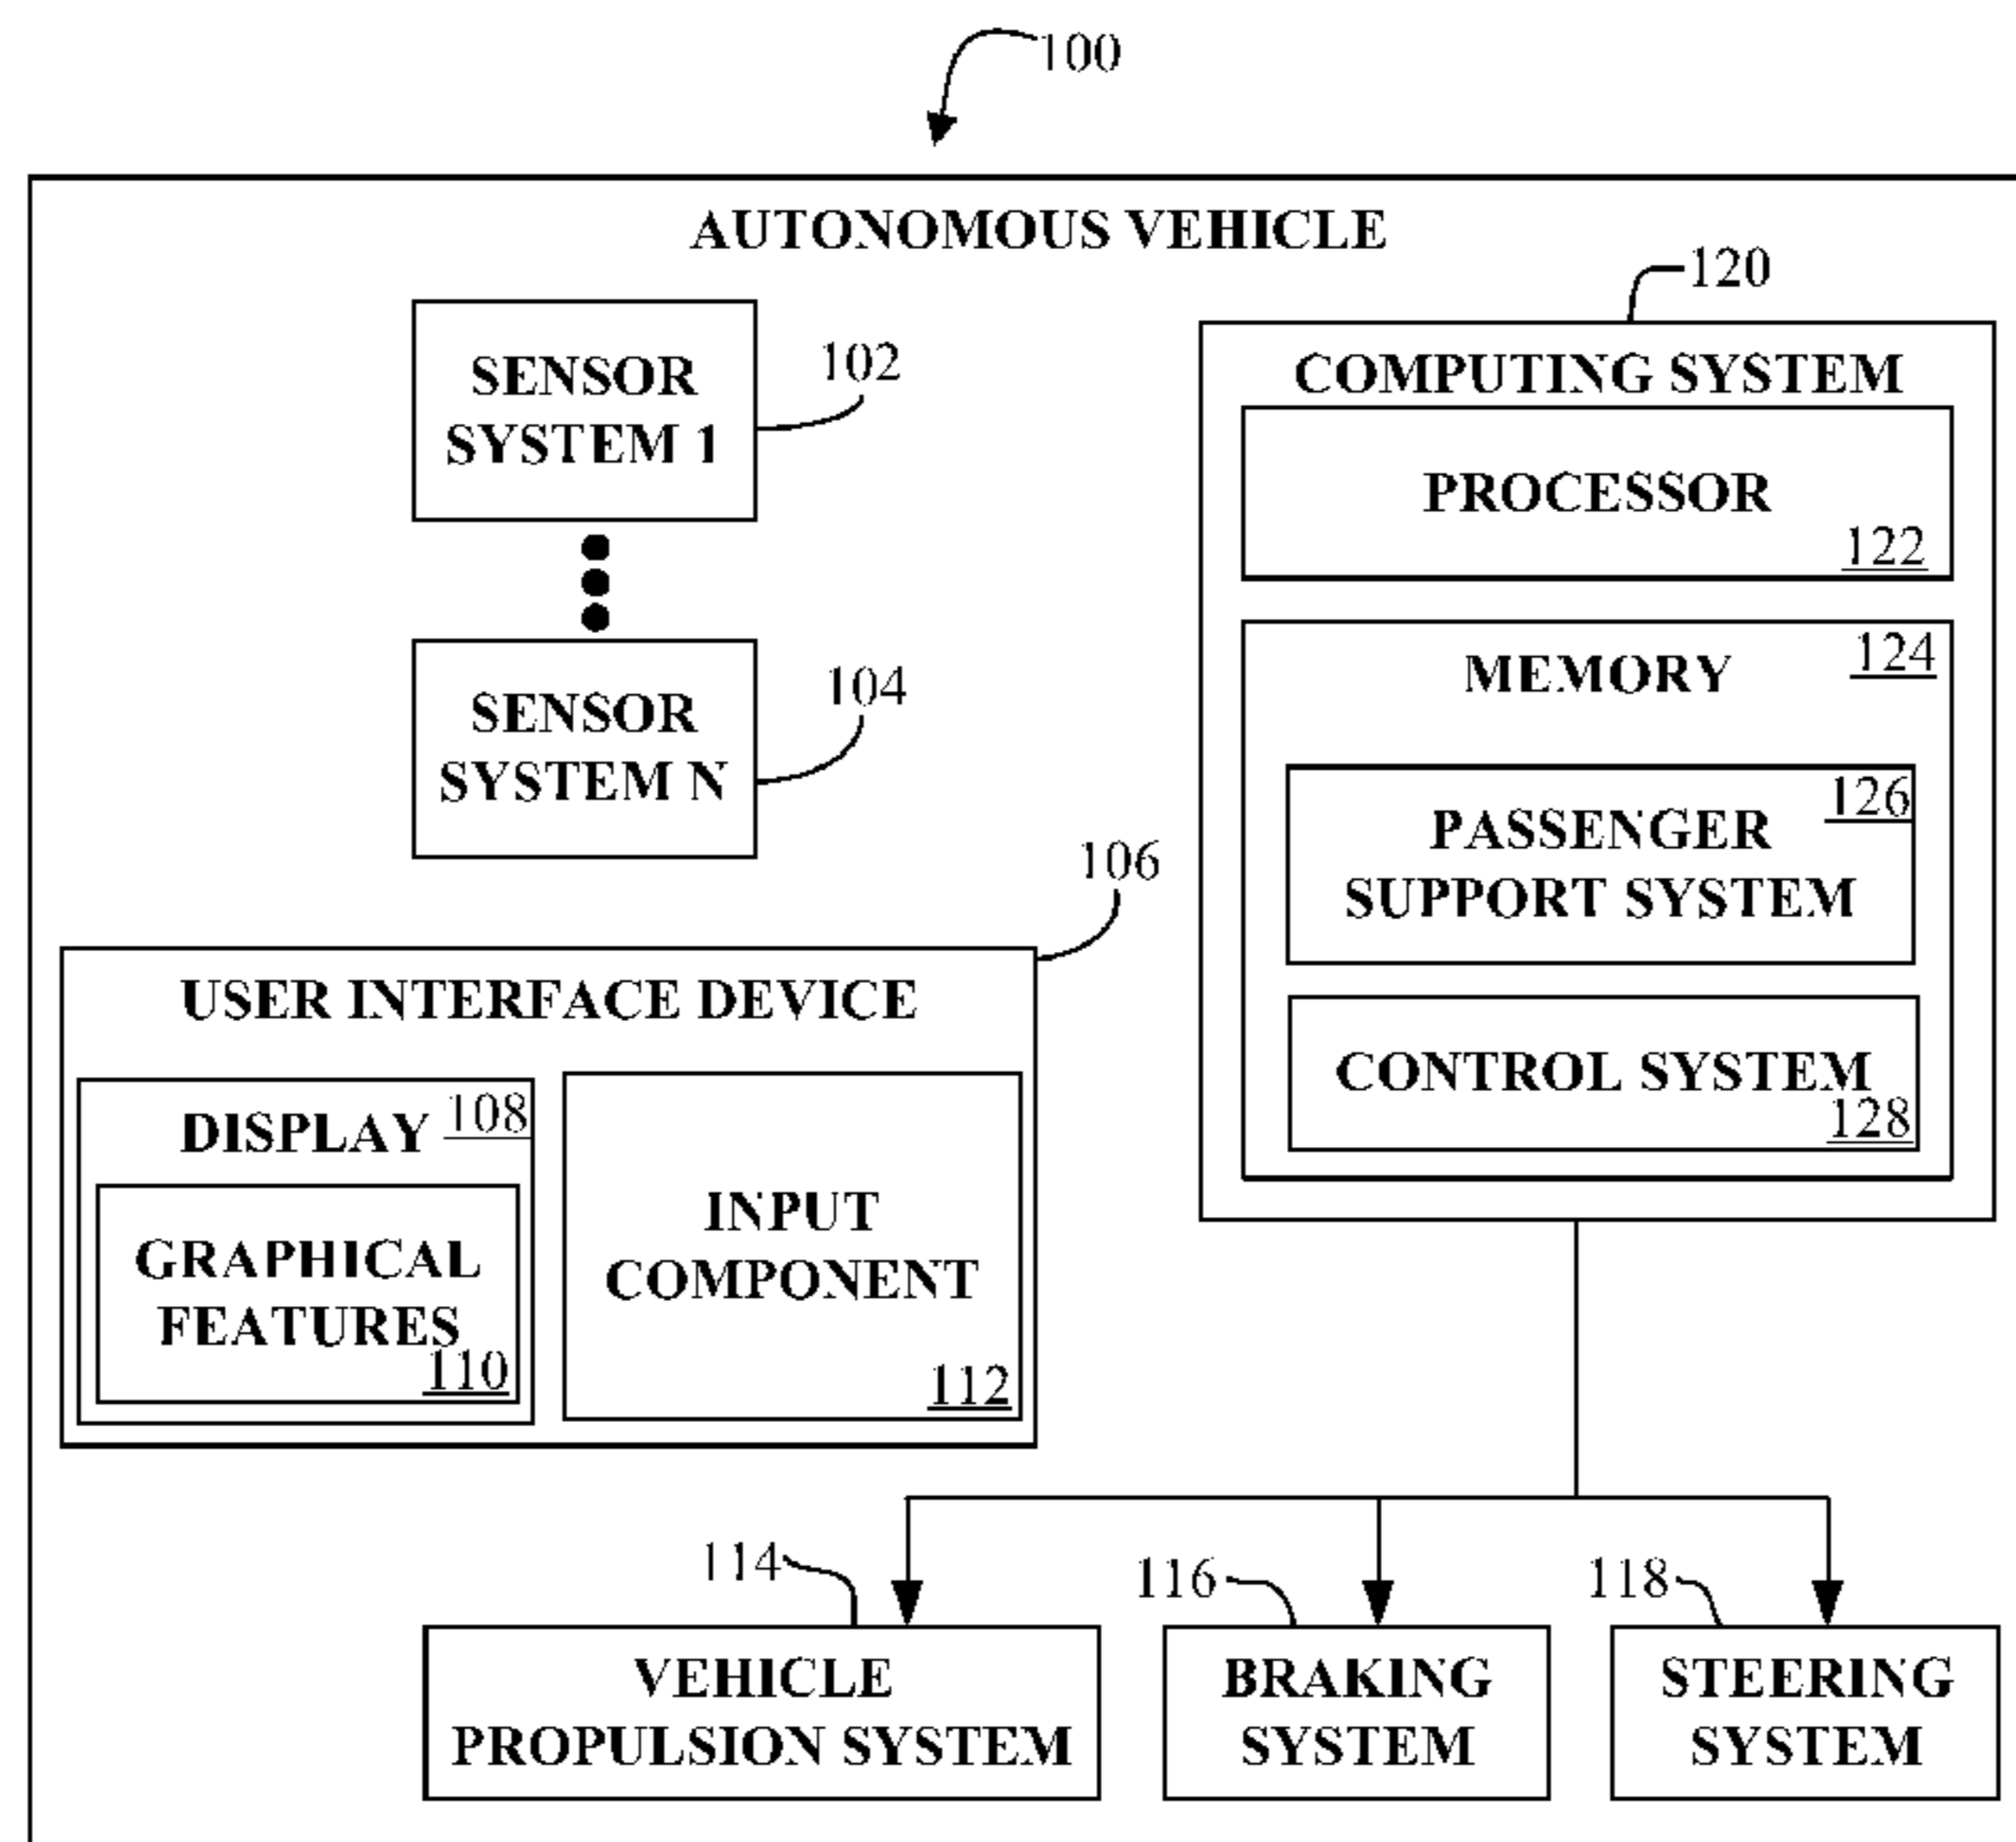 100
AUTONOMOUS VEHICLE
SENSOR
SYSTEM 1
102
SENSOR
SYSTEM N
104
106
USER INTERFACE DEVICE
DISPLAY 108
GRAPHICAL
FEATURES
110
INPUT
COMPONENT
112
120
COMPUTING SYSTEM
PROCESSOR
122
MEMORY 124
126
PASSENGER
SUPPORT SYSTEM
CONTROL SYSTEM
128
114
VEHICLE
PROPULSION SYSTEM
116
BRAKING
SYSTEM
118
STEERING
SYSTEM